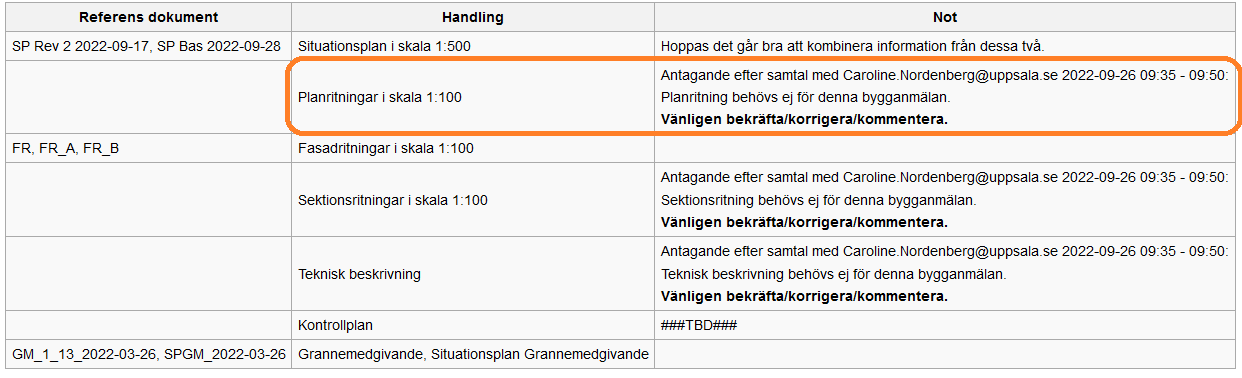 Referens dokument Handling Not
SP Rev 2 2022-09-17, SP Bas 2022-09-28 Situationsplan i skala 1:500 Hoppas det går bra att kombinera information från dessa två.
Planritningar i skala 1:100
Antagande efter samtal med Caroline.Nordenberg@uppsala.se 2022-09-26 09:35 - 09:50:
Planritning behövs ej för denna bygganmälan.
Vänligen bekräfta/korrigera/kommentera.
FR, FR_A, FR_B Fasadritningar i skala 1:100
Sektionsritningar i skala 1:100
Antagande efter samtal med Caroline.Nordenberg@uppsala.se 2022-09-26 09:35 - 09:50:
Sektionsritning behövs ej för denna bygganmälan.
Vänligen bekräfta/korrigera/kommentera.
Teknisk beskrivning
Antagande efter samtal med Caroline.Nordenberg@uppsala.se 2022-09-26 09:35 - 09:50:
Teknisk beskrivning behövs ej för denna bygganmälan.
Vänligen bekräfta/korrigera/kommentera.
Kontrollplan ###TBD###
GM_1_13_2022-03-26, SPGM_2022-03-26 Grannemedgivande, Situationsplan Grannemedgivande